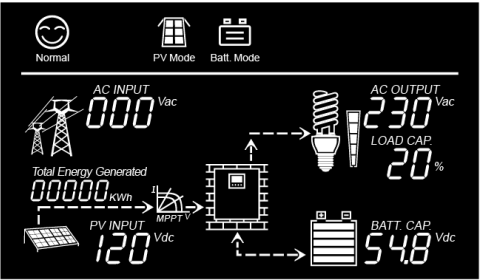 Normal
PV Mode
Batt. Mode
AC INPUT
000 Vac
AC OUTPUT
230 Vac
LOAD CAP.
20 %
Total Energy Generated
00000 KWh
I
V
MPPT
PV INPUT
120 Vdc
BATT. CAP.
54.8 Vdc